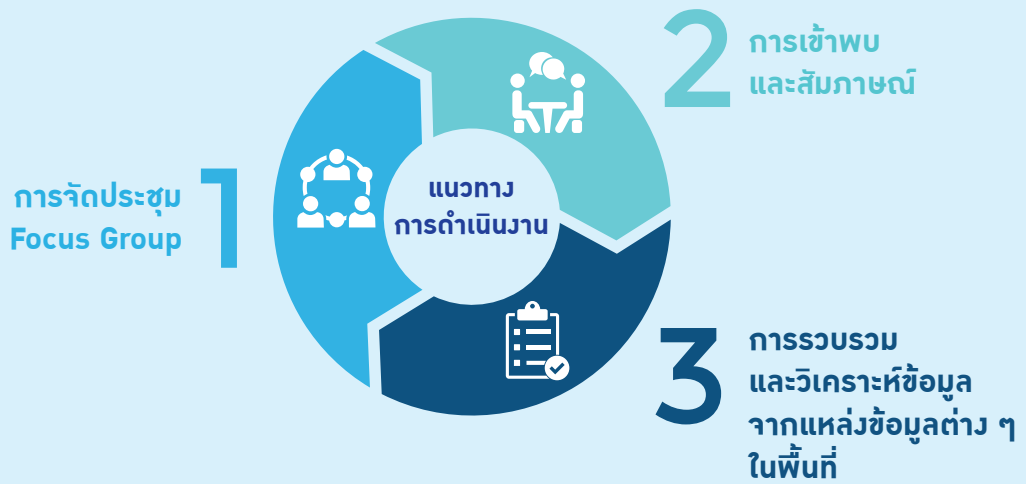 แนวทาง
การดำเนินงาน
1
การจัดประชุม
Focus Group
2
การเข้าพบ
และสัมภาษณ์
3
การรวบรวม
และวิเคราะห์ข้อมูล
จากแหล่งข้อมูลต่าง ๆ
ในพื้นที่